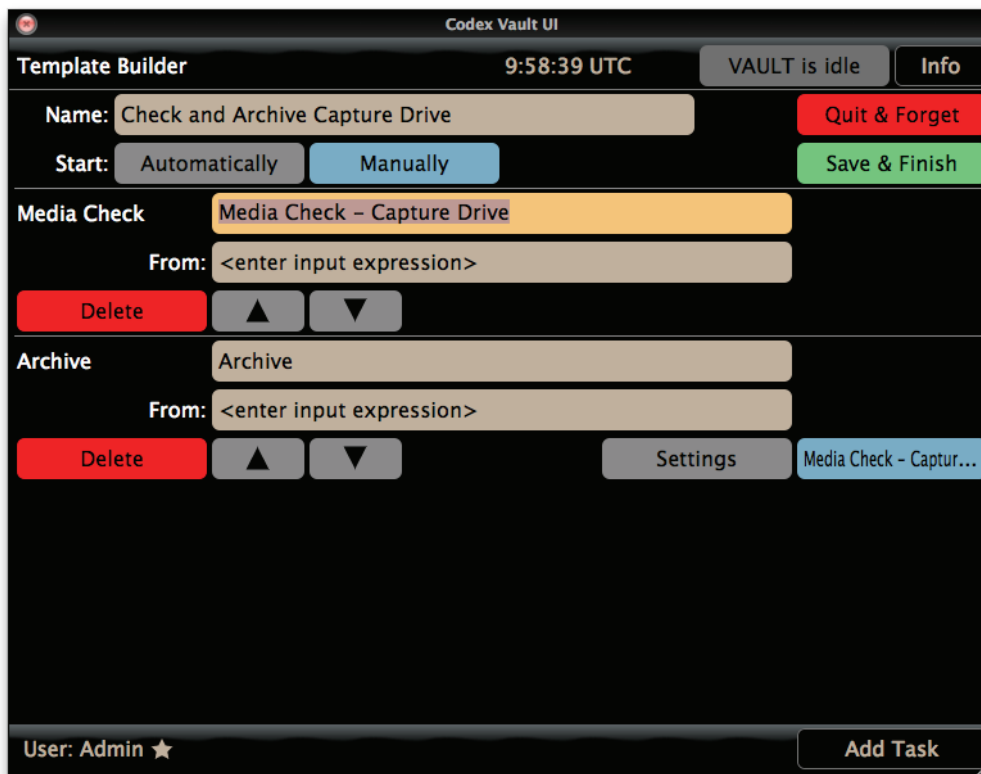 Codex Vault UI
Template Builder 9:58:39 UTC VAULT is idle Info
Name: Check and Archive Capture Drive Quit & Forget
Start: Automatically Manually Save & Finish
Media Check Media Check – Capture Drive
From: <enter input expression>
Delete ▲ ▼
Archive Archive
From: <enter input expression>
Delete ▲ ▼ Settings Media Check – Captur...
User: Admin ★ Add Task